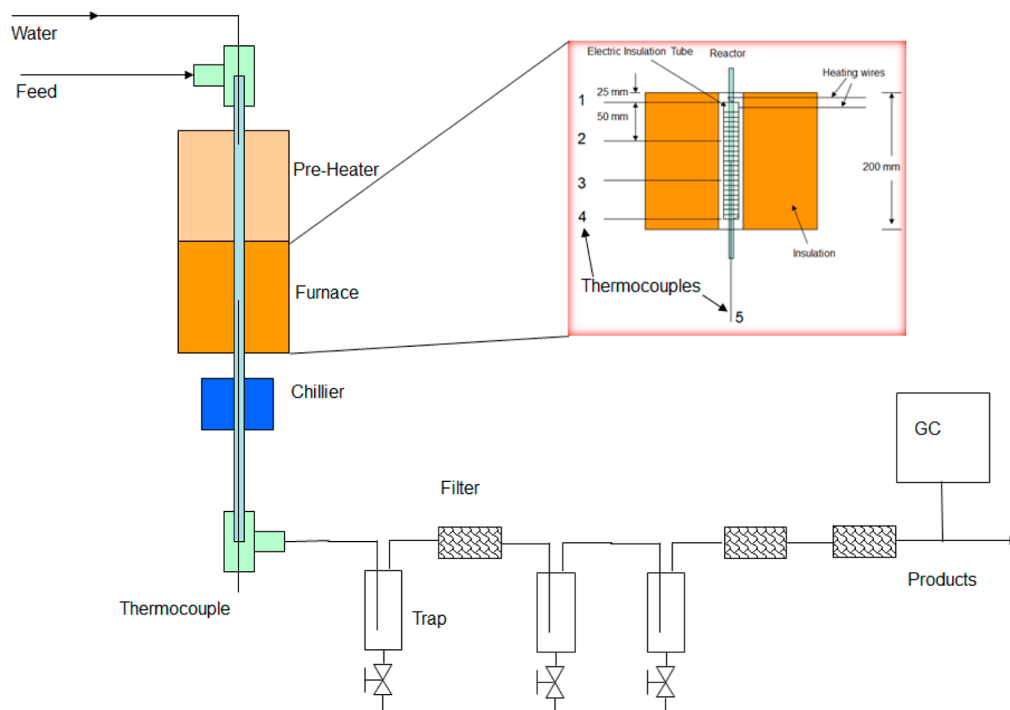 Water
Feed
Pre-Heater
Furnace
Chillier
Thermocouple
Trap
Filter
GC
Products
Electric Insulation Tube
Reactor
Heating wires
25 mm
1
50 mm
2
3
200 mm
4
Insulation
Thermocouples
5